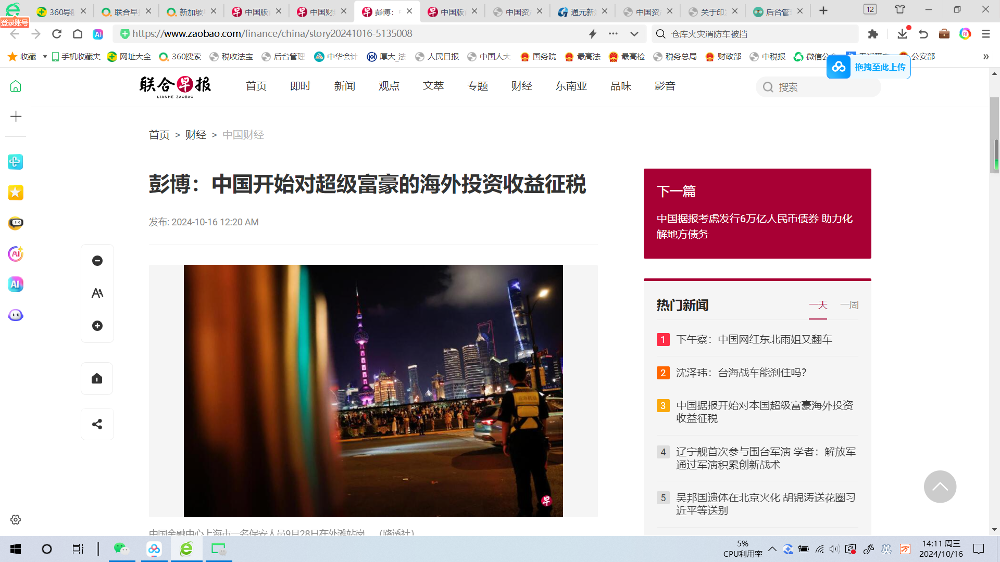 360导
联合早
新加坡
中国版
中国财
彭博：
中国版
中国资
通元新
中国资
关于印
后台管
12
登录账号
https://www.zaobao.com/finance/china/story20241016-5135008
仓库火灾消防车被挡
收藏
手机收藏夹
网址大全
360搜索
税收法宝
后台管理
中华会计
厚大_法
人民日报
中国人大
国务院
最高法
最高检
税务总局
财政部
中税报
微信公
公安部
拖拽至此上传
联合早报
LIANHE ZAOBAO
首页
即时
新闻
观点
文萃
专题
财经
东南亚
品味
影音
搜索
首页 > 财经 > 中国财经
彭博：中国开始对超级富豪的海外投资收益征税
发布: 2024-10-16 12:20 AM
下一篇
中国据报考虑发行6万亿人民币债券 助力化
解地方债务
热门新闻
一天
一周
1 下午察：中国网红东北雨姐又翻车
2 沈泽玮：台海战车能刹住吗？
3 中国据报开始对本国超级富豪海外投资
收益征税
4 辽宁舰首次参与围台军演 学者：解放军
通过军演积累创新战术
5 吴邦国遗体在北京火化 胡锦涛送花圈习
近平等送别
早
中国金融中心上海市一名保安人员9月28日在外滩站岗。（路透社）
5%
CPU利用率
英
14:11 周三
2024/10/16